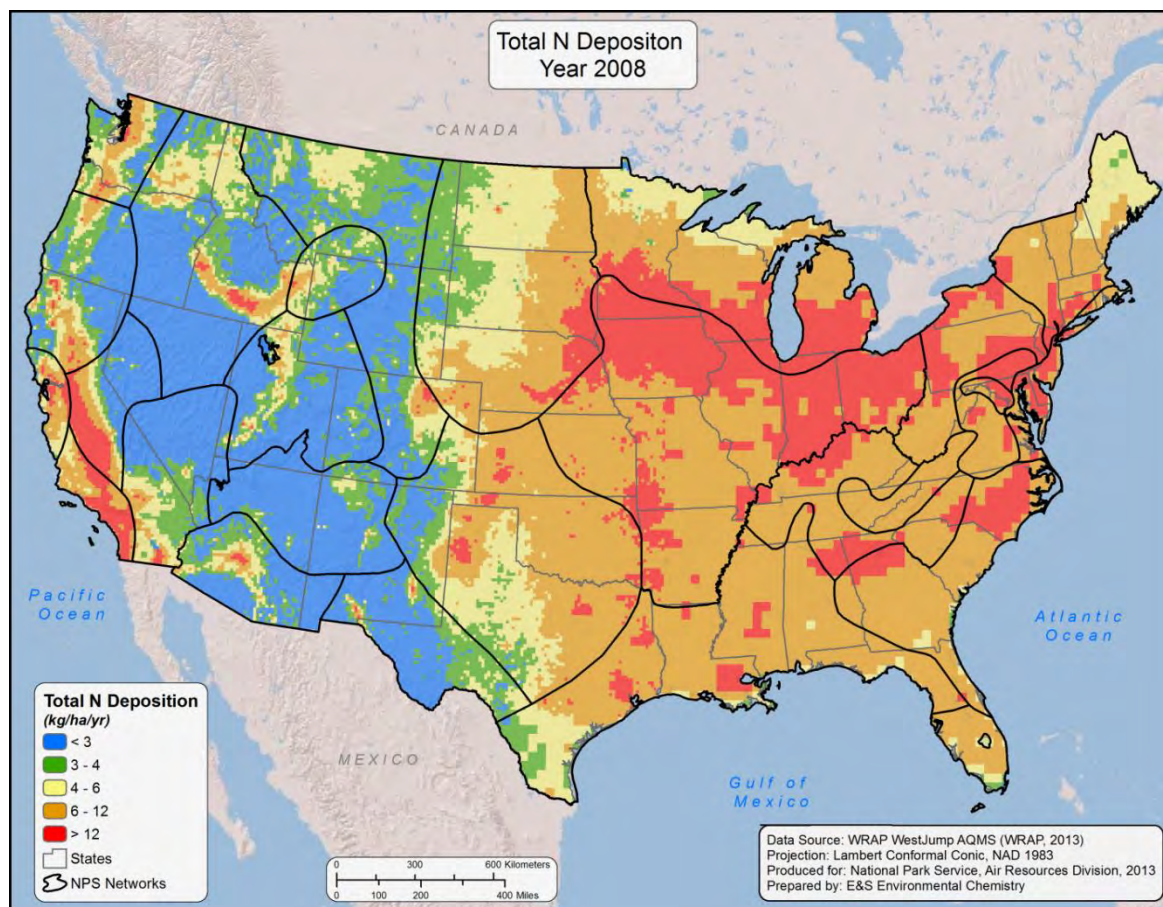 Total N Depositon
Year 2008
CANADA
Pacific
Ocean
Atlantic
Ocean
MEXICO
Gulf of
Mexico
Total N Deposition
(kg/ha/yr)
< 3
3 - 4
4 - 6
6 - 12
> 12
States
NPS Networks
0 200 400 600 Kilometers
0 100 200 400 Miles
Data Source: WRAP WestJump AQMS (WRAP, 2013)
Projection: Lambert Conformal Conic, NAD 1983
Produced for: National Park Service, Air Resources Division, 2013
Prepared by: E&S Environmental Chemistry